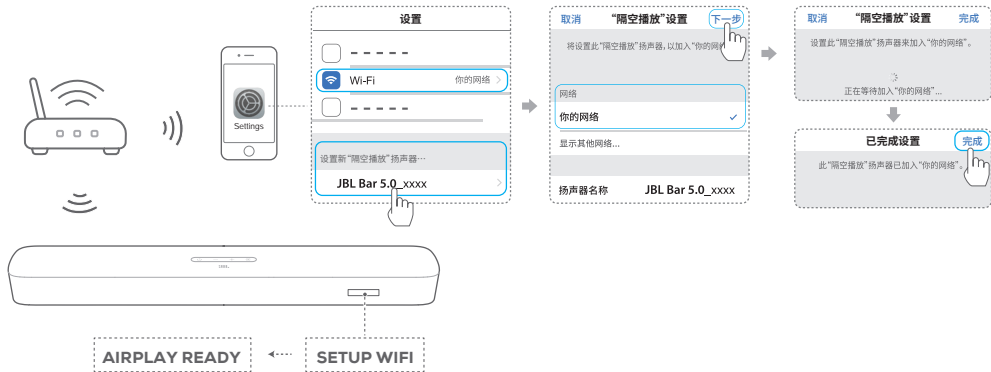 设置
Wi-Fi 你的网络
设置新“隔空播放”扬声器…
JBL Bar 5.0_xxxx
Settings
取消 “隔空播放”设置 下一步
将设置此“隔空播放”扬声器，以加入“你的网
网络
你的网络
显示其他网络...
扬声器名称 JBL Bar 5.0_xxxx
取消 “隔空播放”设置 完成
设置此“隔空播放”扬声器来加入“你的网络”。
正在等待加入“你的网络”...
已完成设置 完成
此“隔空播放”扬声器已加入“你的网络”。
JBL
AIRPLAY READY
SETUP WIFI